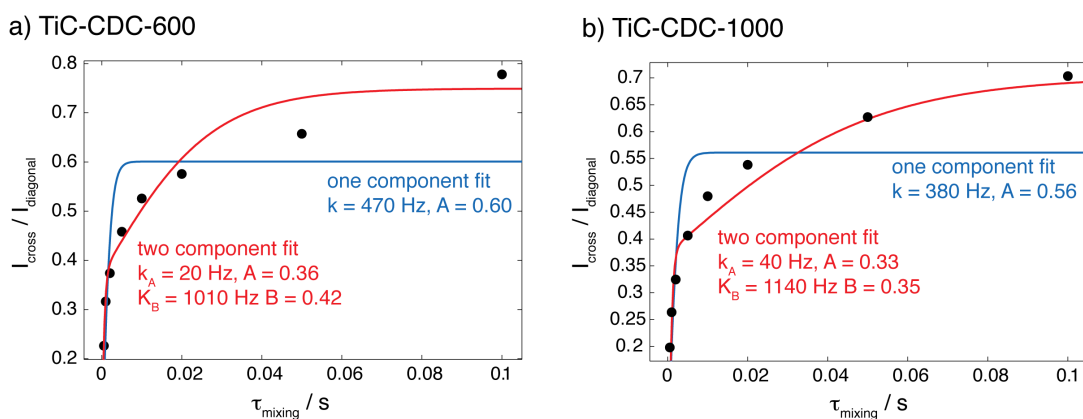 a) TiC-CDC-600
I_cross / I_diagonal
0.8
0.7
0.6
0.5
0.4
0.3
0.2
one component fit
k = 470 Hz, A = 0.60
two component fit
k_A = 20 Hz, A = 0.36
K_B = 1010 Hz B = 0.42
0
0.02
0.04
0.06
0.08
0.1
τ_mixing / s
b) TiC-CDC-1000
I_cross / I_diagonal
0.7
0.65
0.6
0.55
0.5
0.45
0.4
0.35
0.3
0.25
0.2
one component fit
k = 380 Hz, A = 0.56
two component fit
k_A = 40 Hz, A = 0.33
K_B = 1140 Hz B = 0.35
0
0.02
0.04
0.06
0.08
0.1
τ_mixing / s